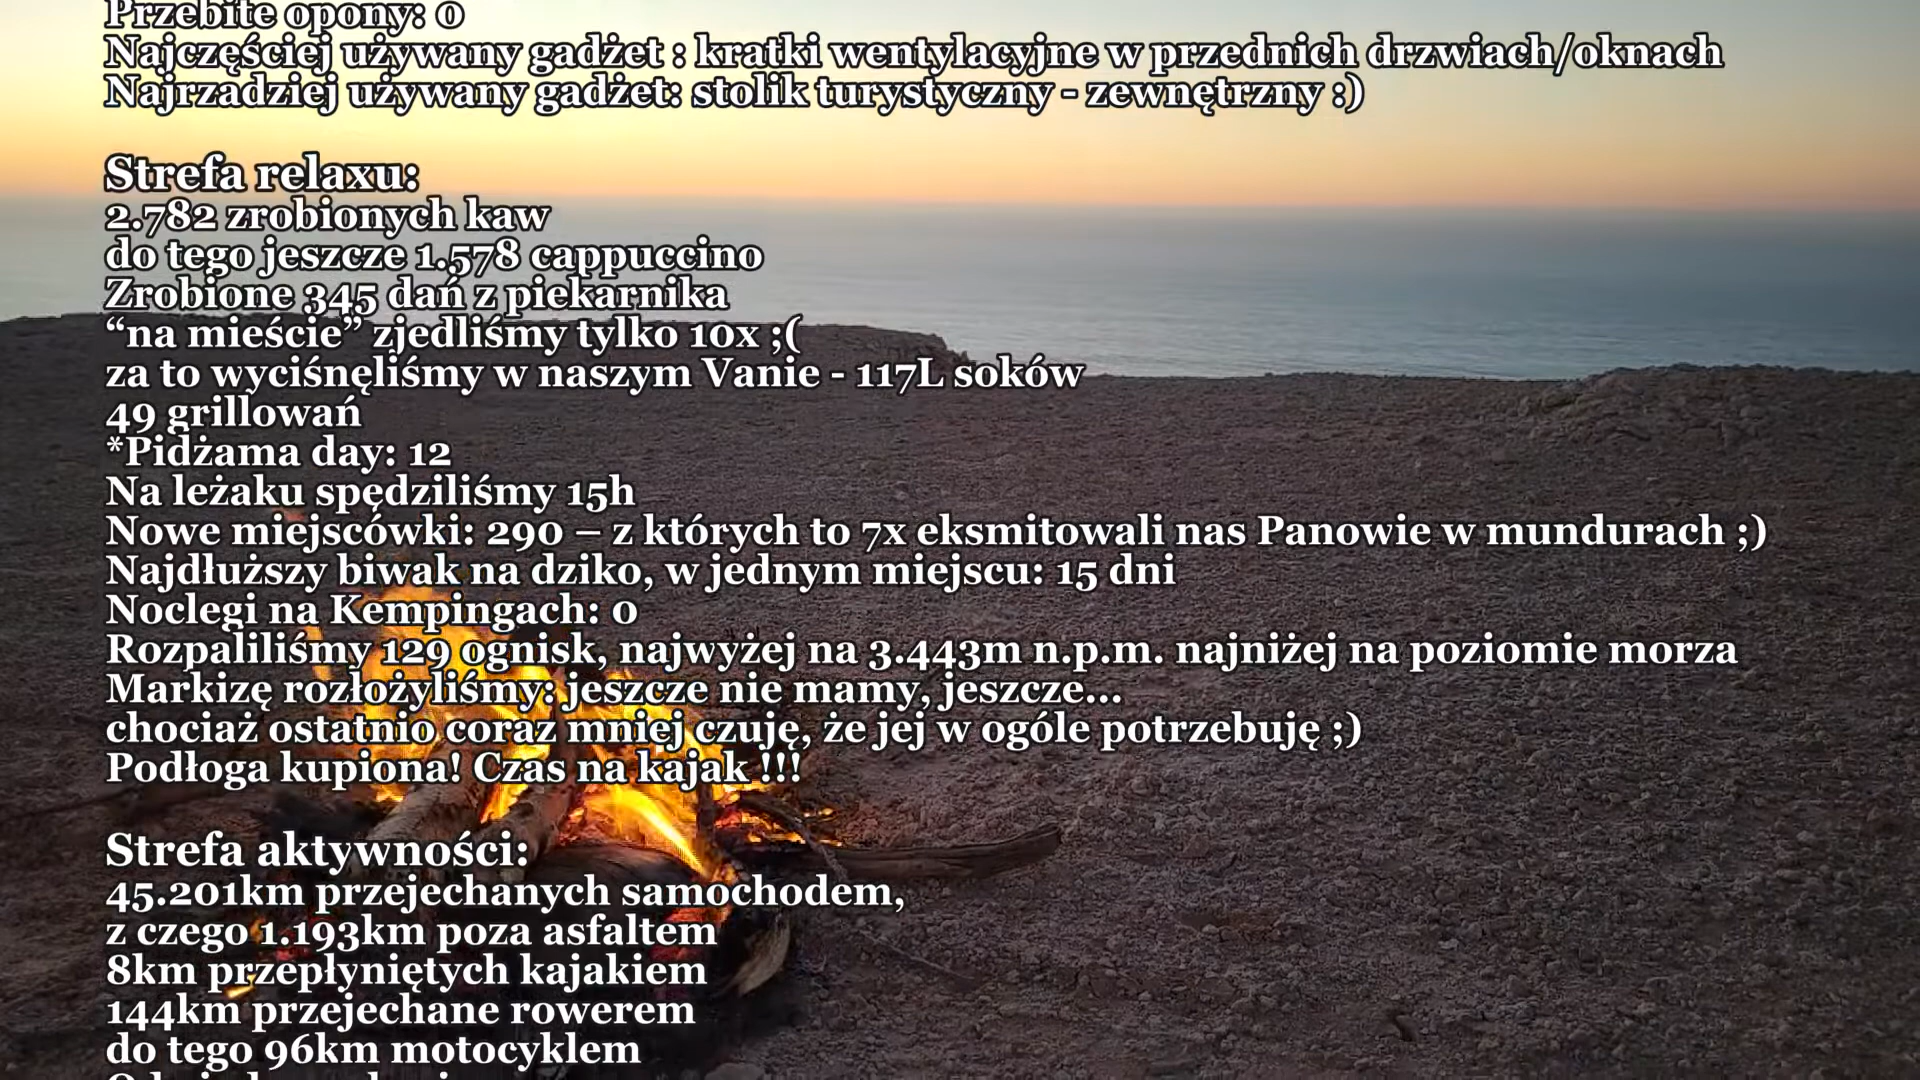 Przebite opony: 0
Najczęściej używany gadżet : kratki wentylacyjne w przednich drzwiach/oknach
Najrzadziej używany gadżet: stolik turystyczny - zewnętrzny :)
Strefa relaxu:
2.782 zrobionych kaw
do tego jeszcze 1.578 cappuccino
Zrobione 345 dań z piekarnika
“na mieście” zjedliśmy tylko 10x ;(
za to wyciśnęliśmy w naszym Vanie - 117L soków
49 grillowań
*Pidżama day: 12
Na leżaku spędziliśmy 15h
Nowe miejscówki: 290 – z których to 7x eksmitowali nas Panowie w mundurach ;)
Najdłuższy biwak na dziko, w jednym miejscu: 15 dni
Noclegi na Kempingach: 0
Rozpaliliśmy 129 ognisk, najwyżej na 3.443m n.p.m. najniżej na poziomie morza
Markizę rozłożyliśmy: jeszcze nie mamy, jeszcze...
chociaż ostatnio coraz mniej czuję, że jej w ogóle potrzebuję ;)
Podłoga kupiona! Czas na kajak !!!
Strefa aktywności:
45.201km przejechanych samochodem,
z czego 1.193km poza asfaltem
8km przepłyniętych kajakiem
144km przejechane rowerem
do tego 96km motocyklem